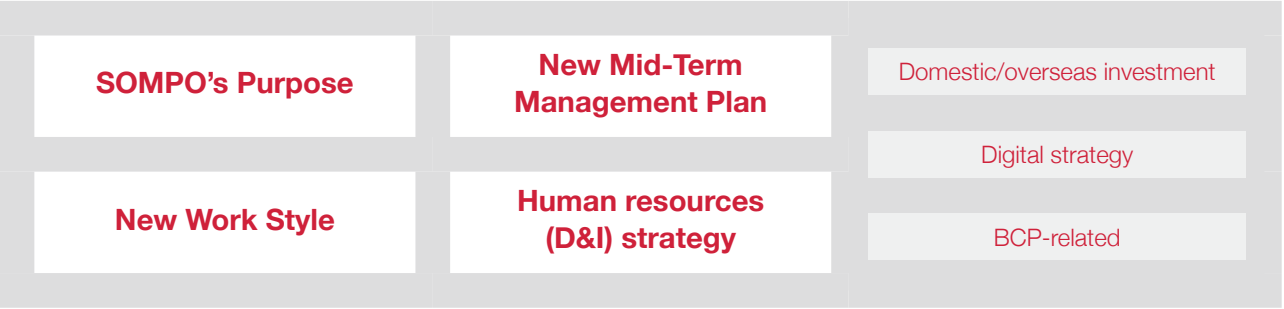 SOMPO’s Purpose
New Mid-Term
Management Plan
New Work Style
Human resources
(D&I) strategy
Domestic/overseas investment
Digital strategy
BCP-related